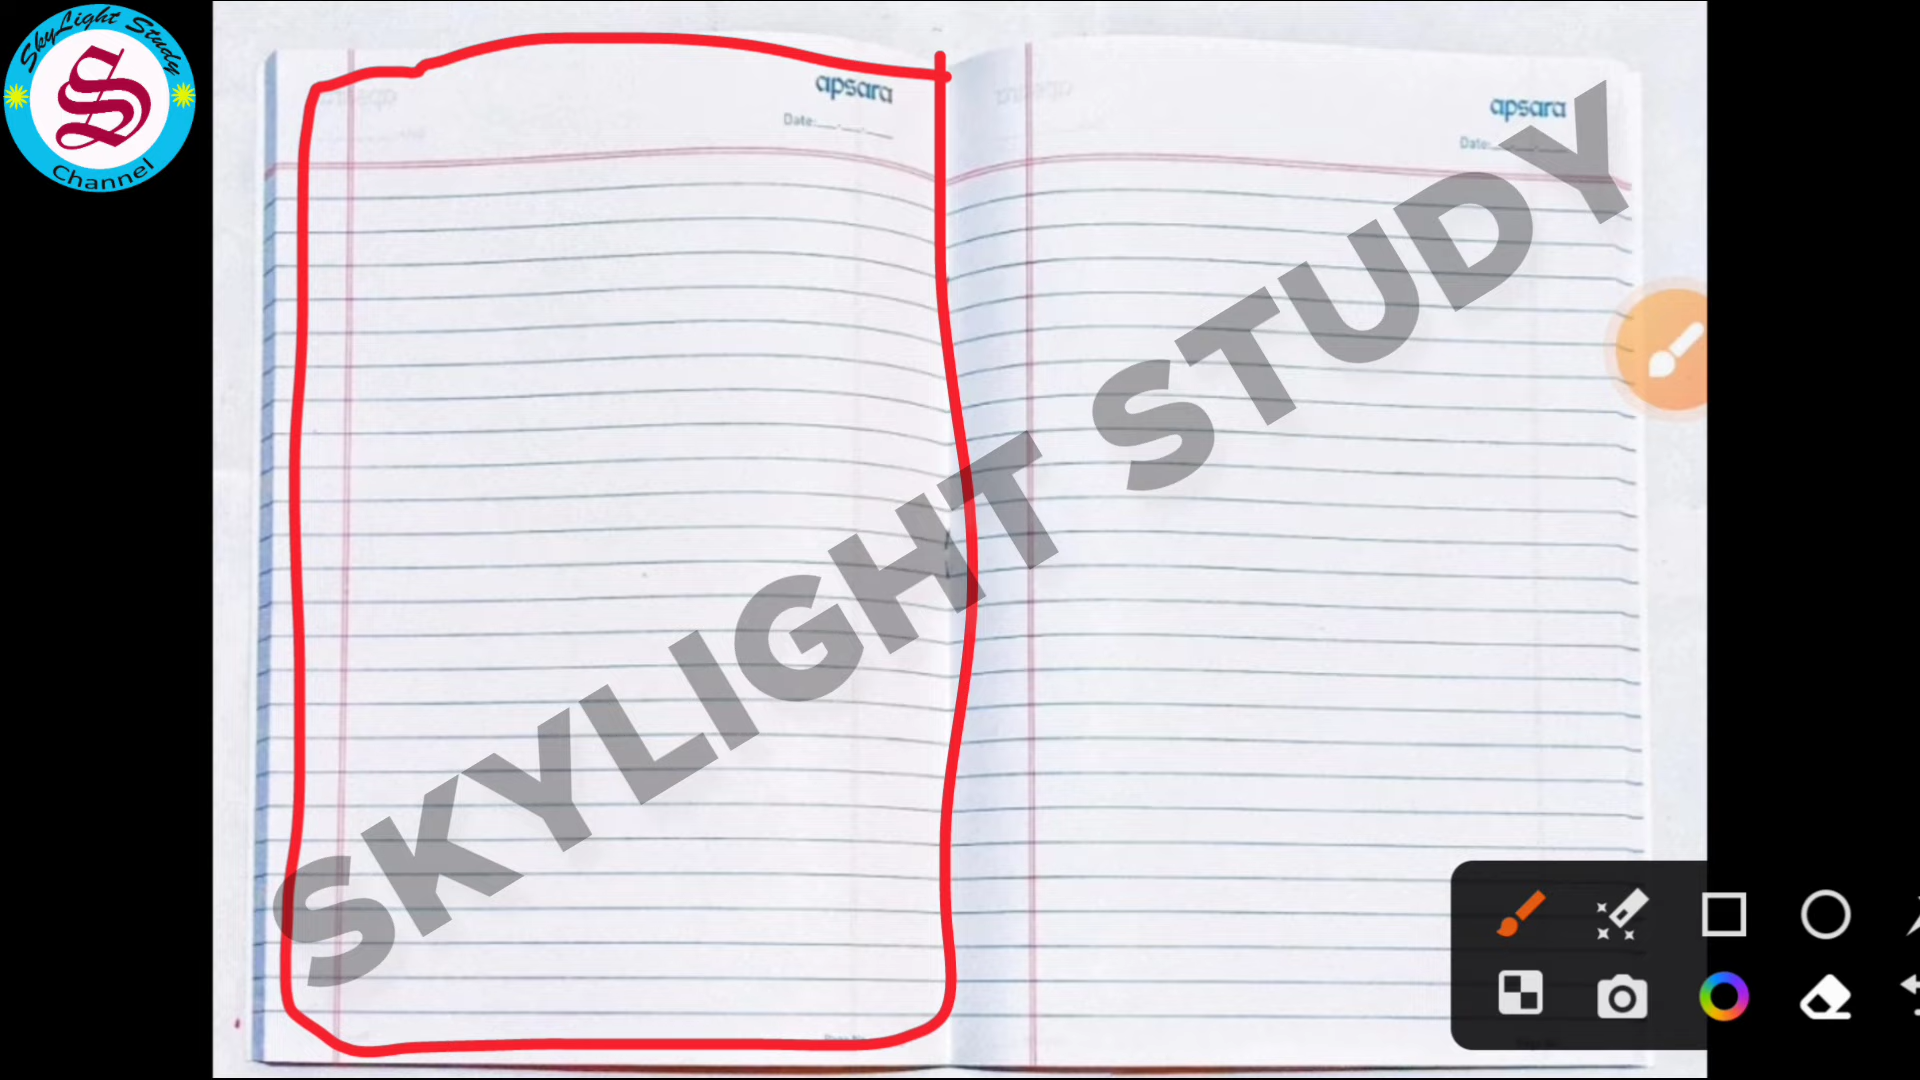 SkyLight Study
S
Channel
apsara
Date:
apsara
Date:
SKYLIGHT STUDY